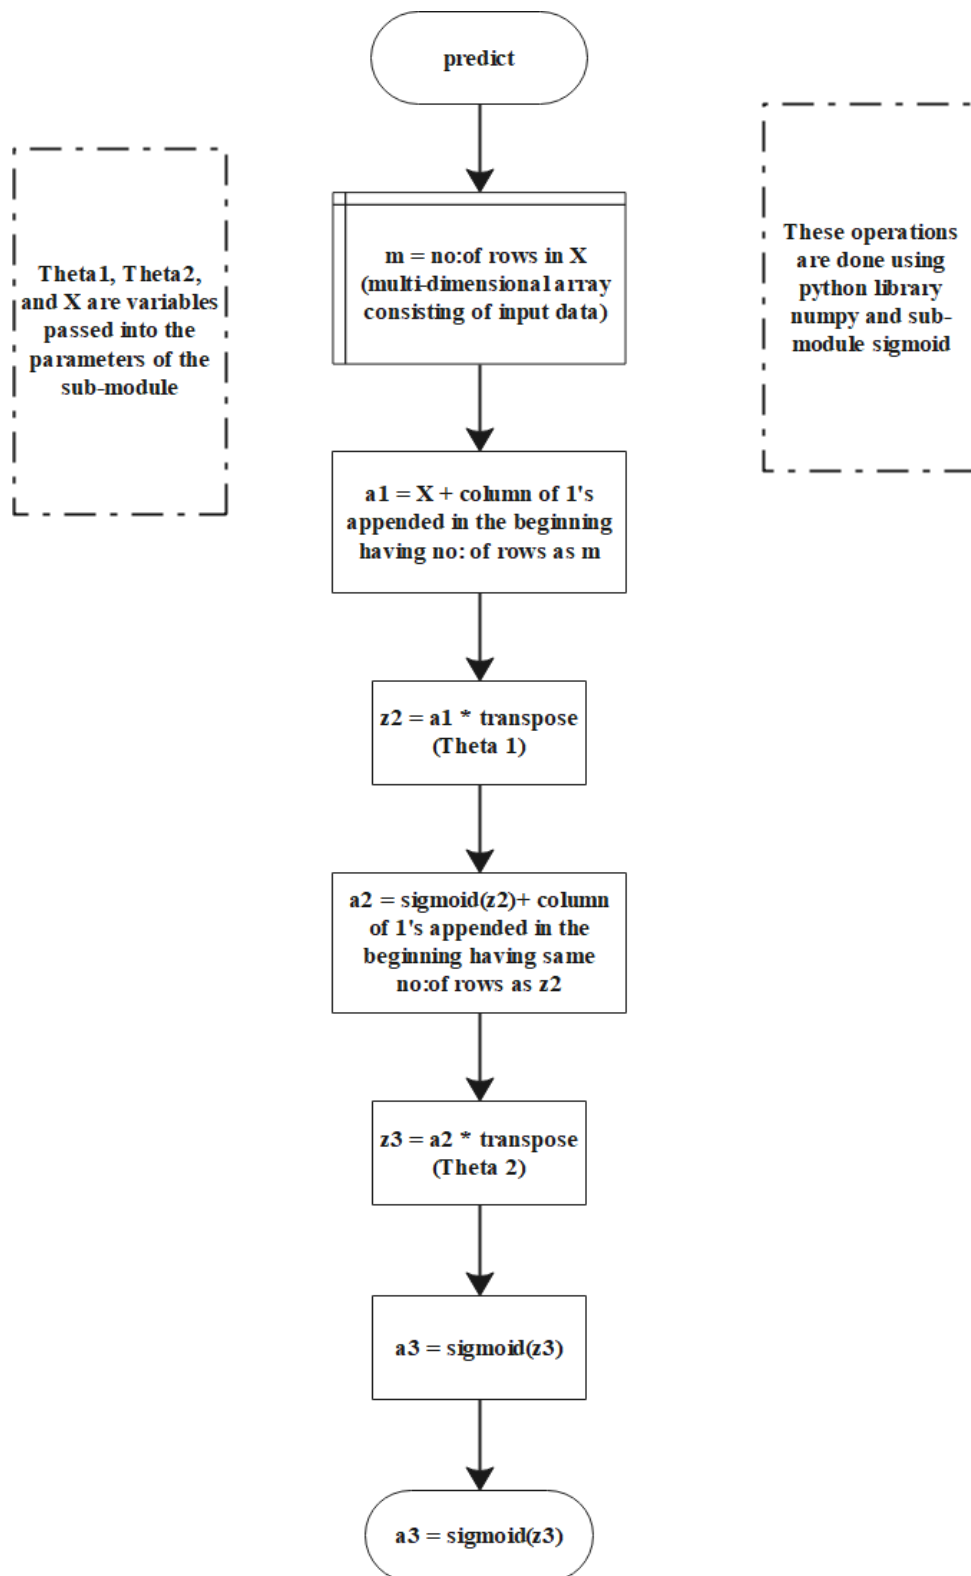 predict
Theta1, Theta2,
and X are variables
passed into the
parameters of the
sub-module
These operations
are done using
python library
numpy and sub-
module sigmoid
m = no:of rows in X
(multi-dimensional array
consisting of input data)
a1 = X + column of 1's
appended in the beginning
having no: of rows as m
z2 = a1 * transpose
(Theta 1)
a2 = sigmoid(z2)+ column
of 1's appended in the
beginning having same
no:of rows as z2
z3 = a2 * transpose
(Theta 2)
a3 = sigmoid(z3)
a3 = sigmoid(z3)